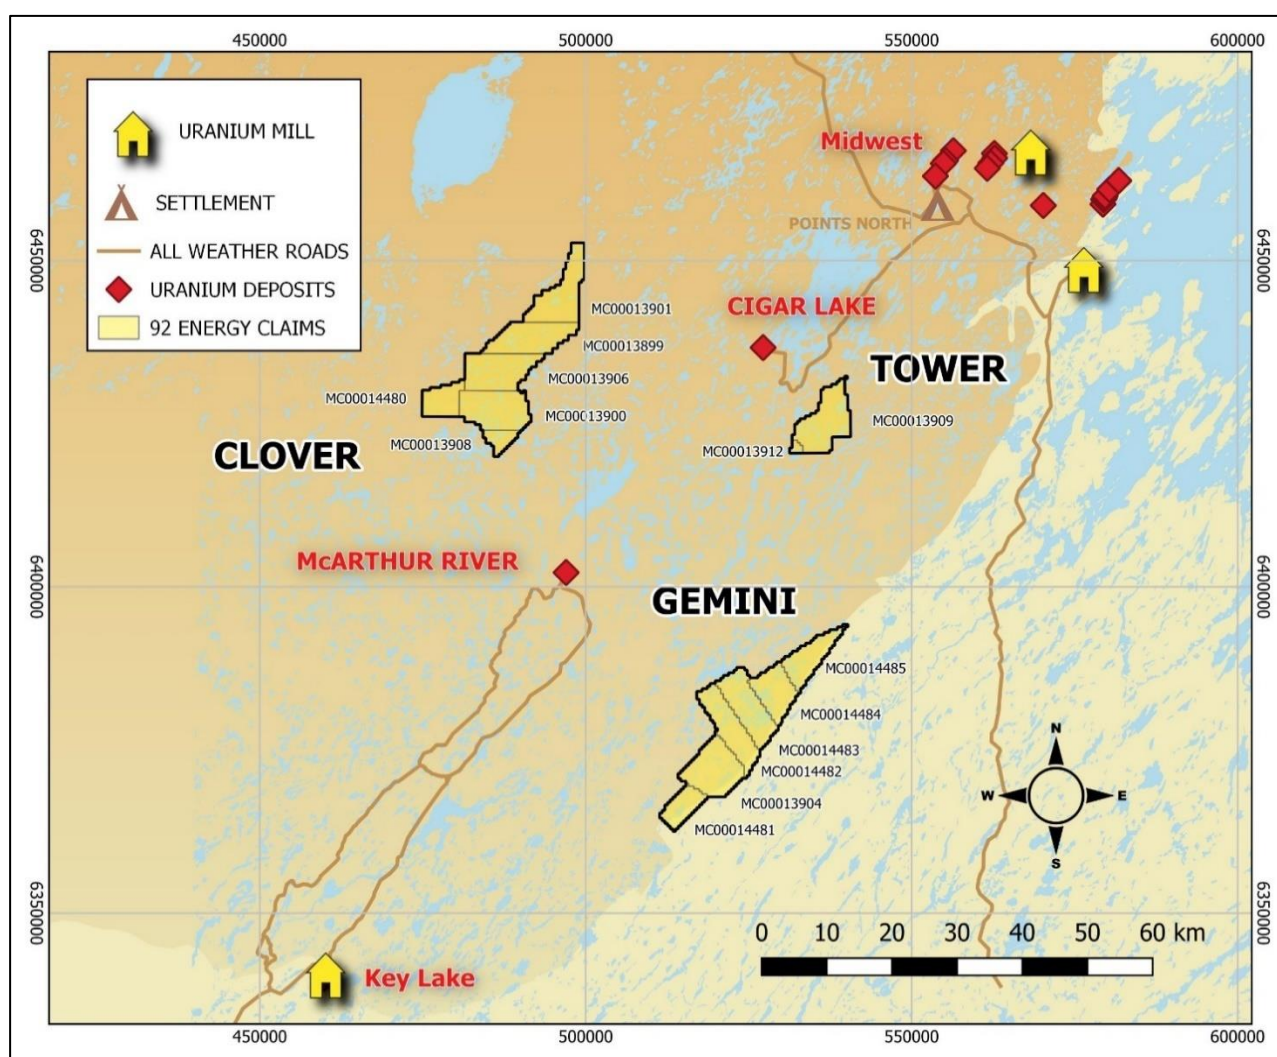 450000
500000
550000
600000
URANIUM MILL
SETTLEMENT
ALL WEATHER ROADS
URANIUM DEPOSITS
92 ENERGY CLAIMS
Midwest
POINTS NORTH
6450000
6450000
CIGAR LAKE
MC00013901
MC00013899
MC00013906
MC00014480
MC00013900
MC00013908
CLOVER
TOWER
MC00013909
MC00013912
McARTHUR RIVER
6400000
6400000
GEMINI
MC00014485
MC00014484
MC00014483
MC00014482
MC00013904
MC00014481
N
W
E
S
6350000
6350000
0 10 20 30 40 50 60 km
Key Lake
450000
500000
550000
600000